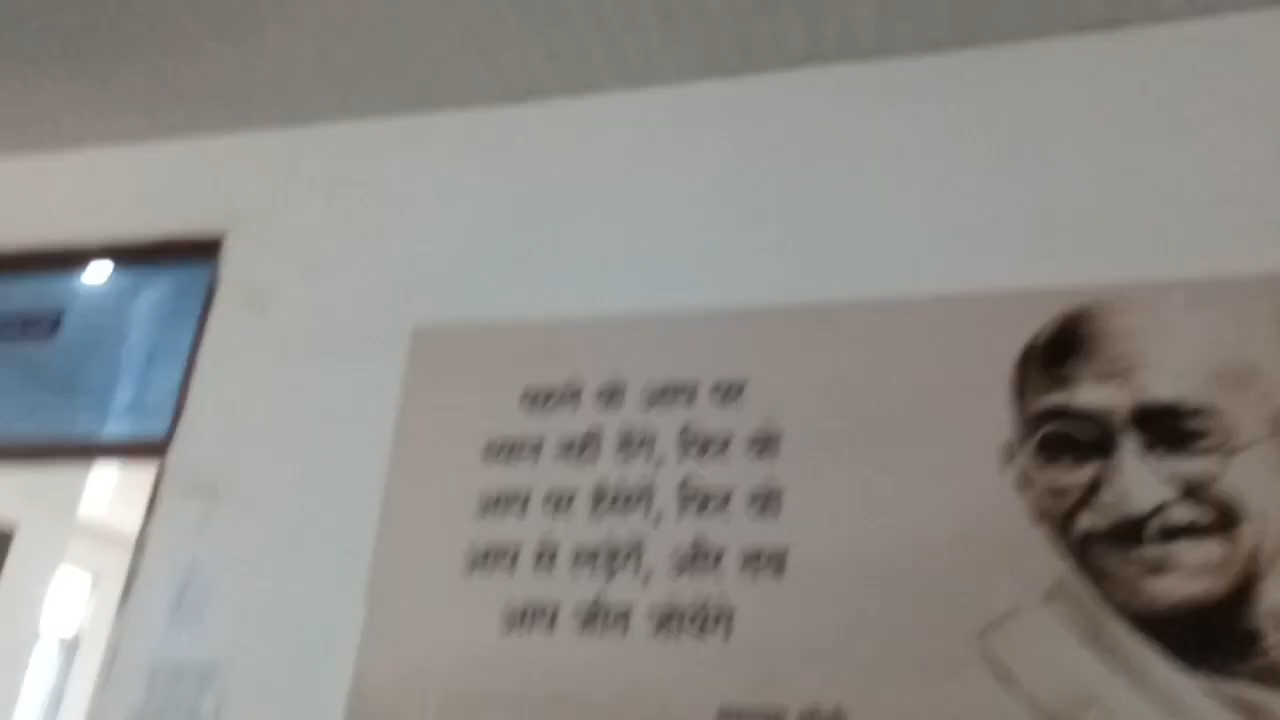 पहले वो आप पर
ध्यान नहीं देंगे, फिर वो
आप पर हँसेंगे, फिर वो
आप से लड़ेंगे, और तब
आप जीत जायेंगे